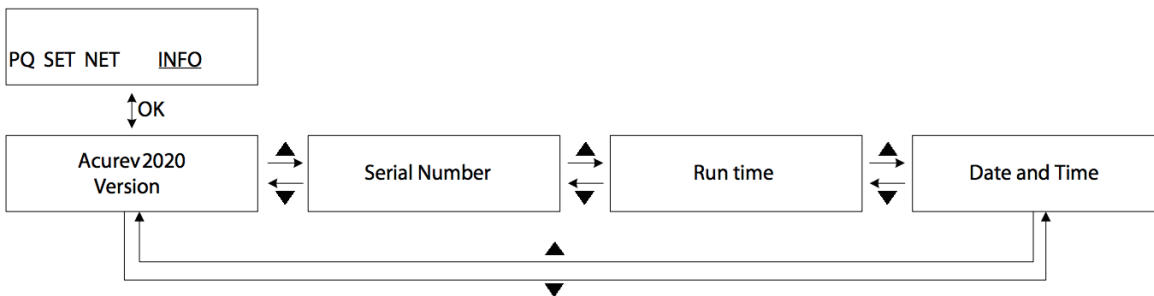 PQ SET NET INFO
OK
Acurev 2020
Version
Serial Number
Run time
Date and Time